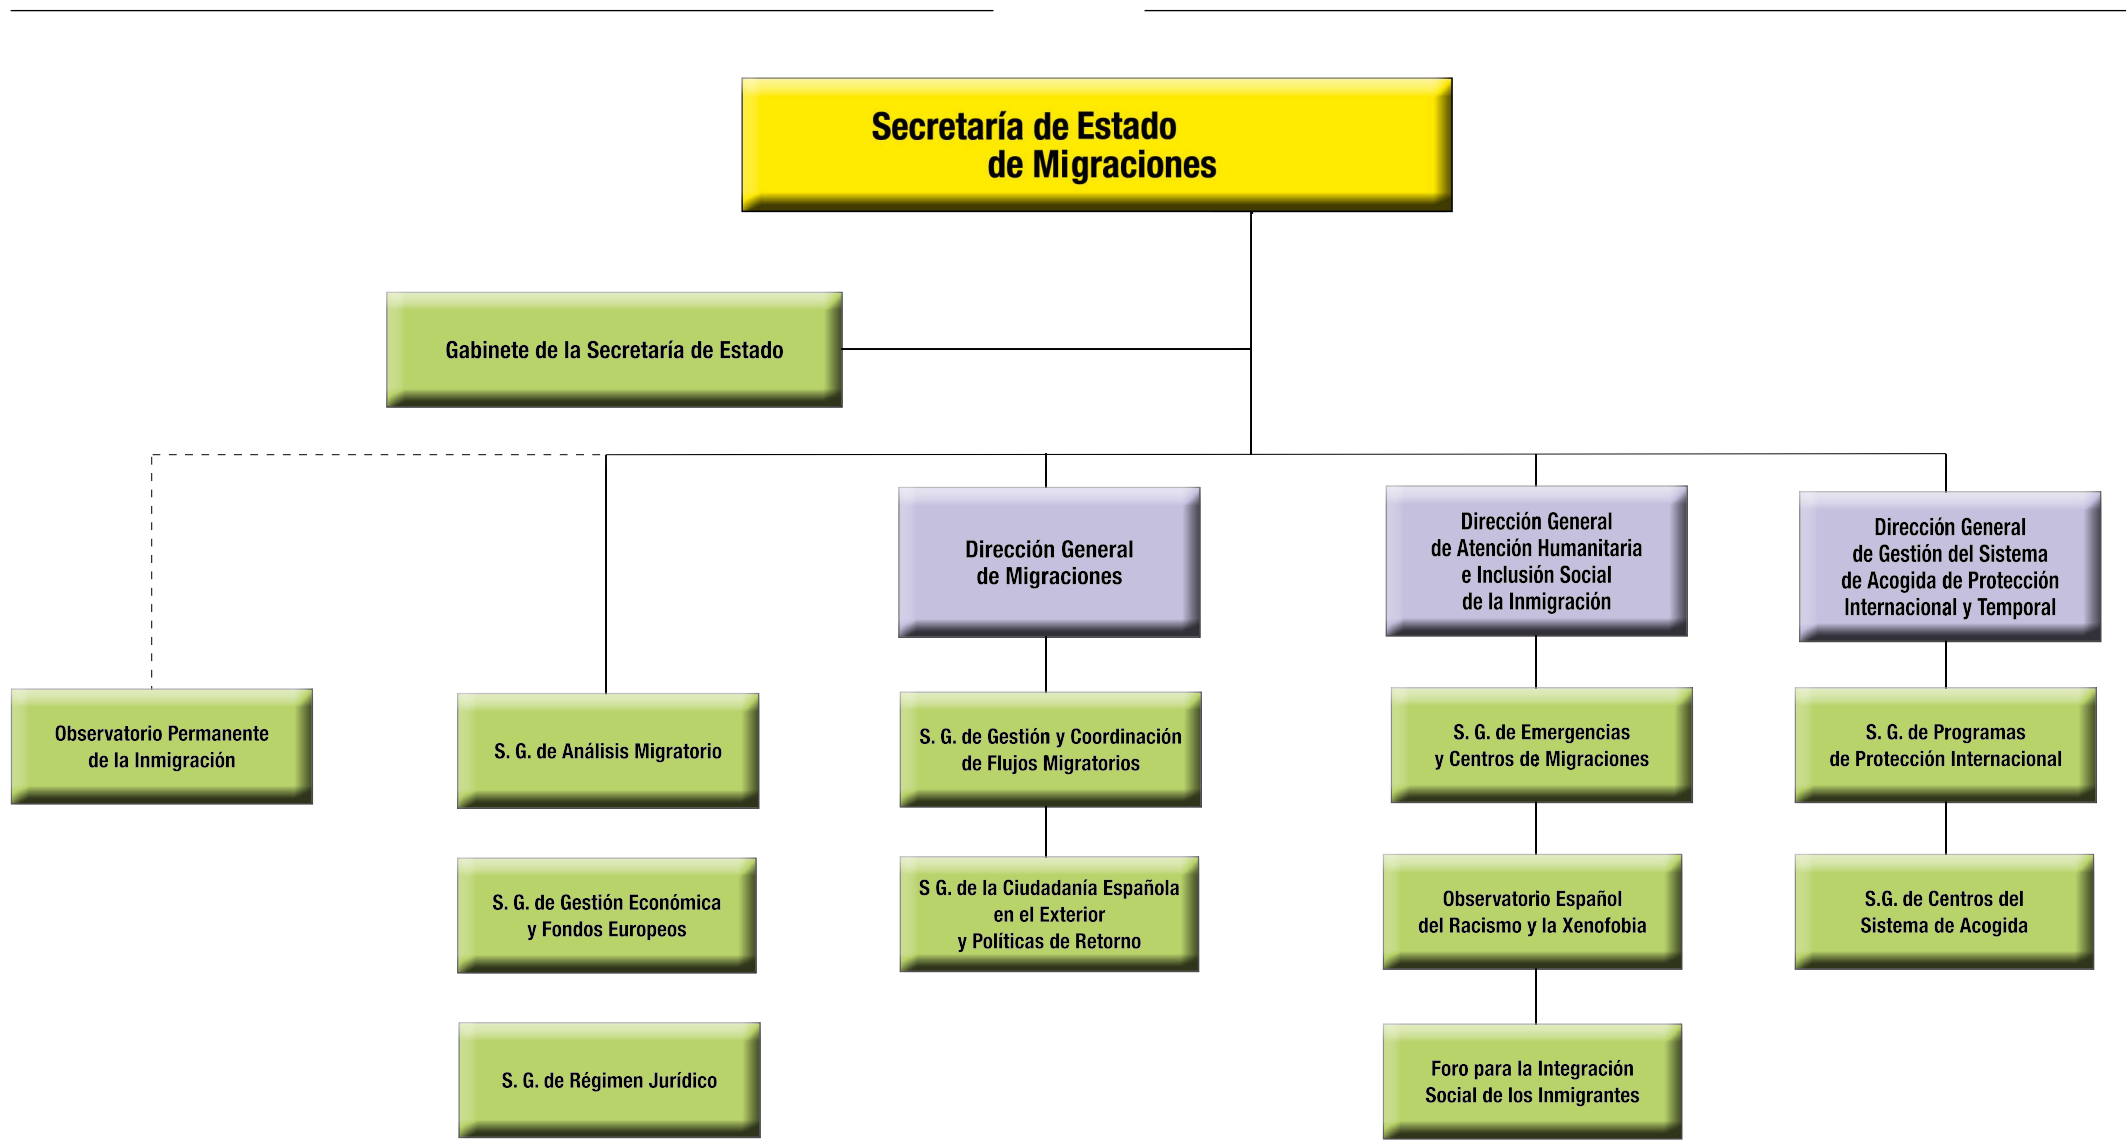 Secretaría de Estado
de Migraciones
Gabinete de la Secretaría de Estado
Dirección General
de Migraciones
Dirección General
de Atención Humanitaria
e Inclusión Social
de la Inmigración
Dirección General
de Gestión del Sistema
de Acogida de Protección
Internacional y Temporal
Observatorio Permanente
de la Inmigración
S. G. de Análisis Migratorio
S. G. de Gestión y Coordinación
de Flujos Migratorios
S. G. de Emergencias
y Centros de Migraciones
S. G. de Programas
de Protección Internacional
S. G. de Gestión Económica
y Fondos Europeos
S G. de la Ciudadanía Española
en el Exterior
y Políticas de Retorno
Observatorio Español
del Racismo y la Xenofobia
S.G. de Centros del
Sistema de Acogida
S. G. de Régimen Jurídico
Foro para la Integración
Social de los Inmigrantes